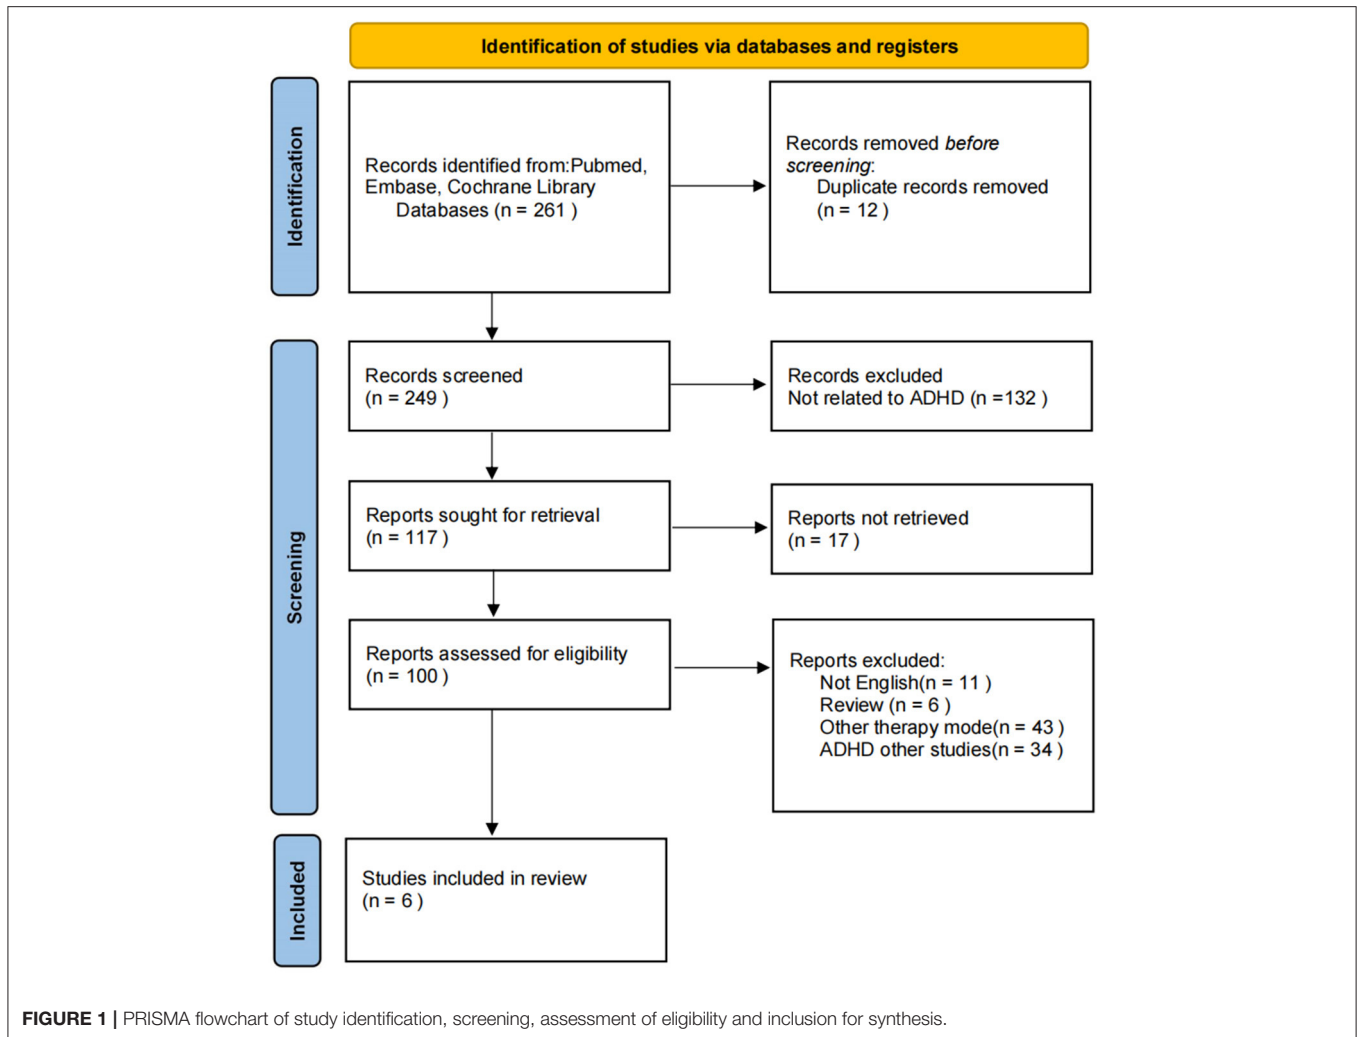 Identification of studies via databases and registers
Identification
Records identified from:Pubmed,
Embase, Cochrane Library
Databases (n = 261 )
Records removed before
screening:
Duplicate records removed
(n = 12 )
Screening
Records screened
(n = 249 )
Records excluded
Not related to ADHD (n =132 )
Reports sought for retrieval
(n = 117 )
Reports not retrieved
(n = 17 )
Reports assessed for eligibility
(n = 100 )
Reports excluded:
Not English(n = 11 )
Review (n = 6 )
Other therapy mode(n = 43 )
ADHD other studies(n = 34 )
Included
Studies included in review
(n = 6 )
FIGURE 1 | PRISMA flowchart of study identification, screening, assessment of eligibility and inclusion for synthesis.